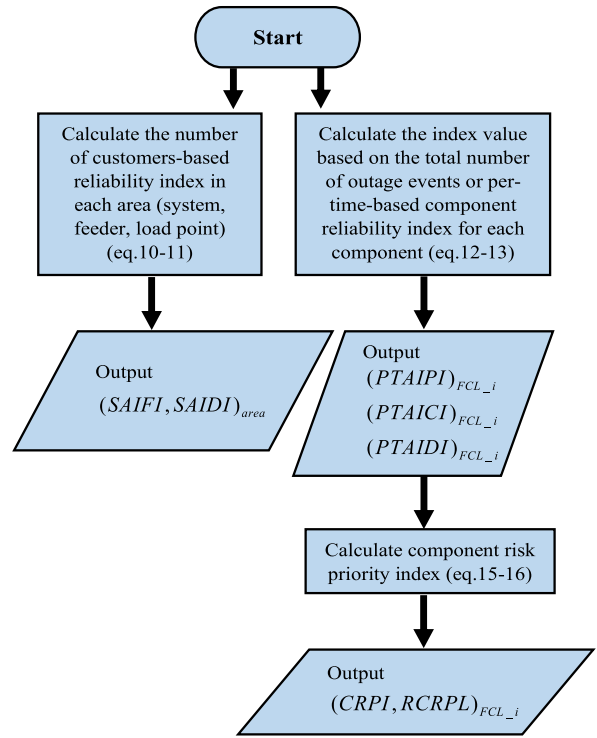 Start
Calculate the number
of customers-based
reliability index in
each area (system,
feeder, load point)
(eq.10-11)
Calculate the index value
based on the total number
of outage events or per-
time-based component
reliability index for each
component (eq.12-13)
Output
(SAIFI,SAIDI)area
Output
(PTAIPI)FCL_i
(PTAICI)FCL_i
(PTAIDI)FCL_i
Calculate component risk
priority index (eq.15-16)
Output
(CRPI,RCRPL)FCL_i